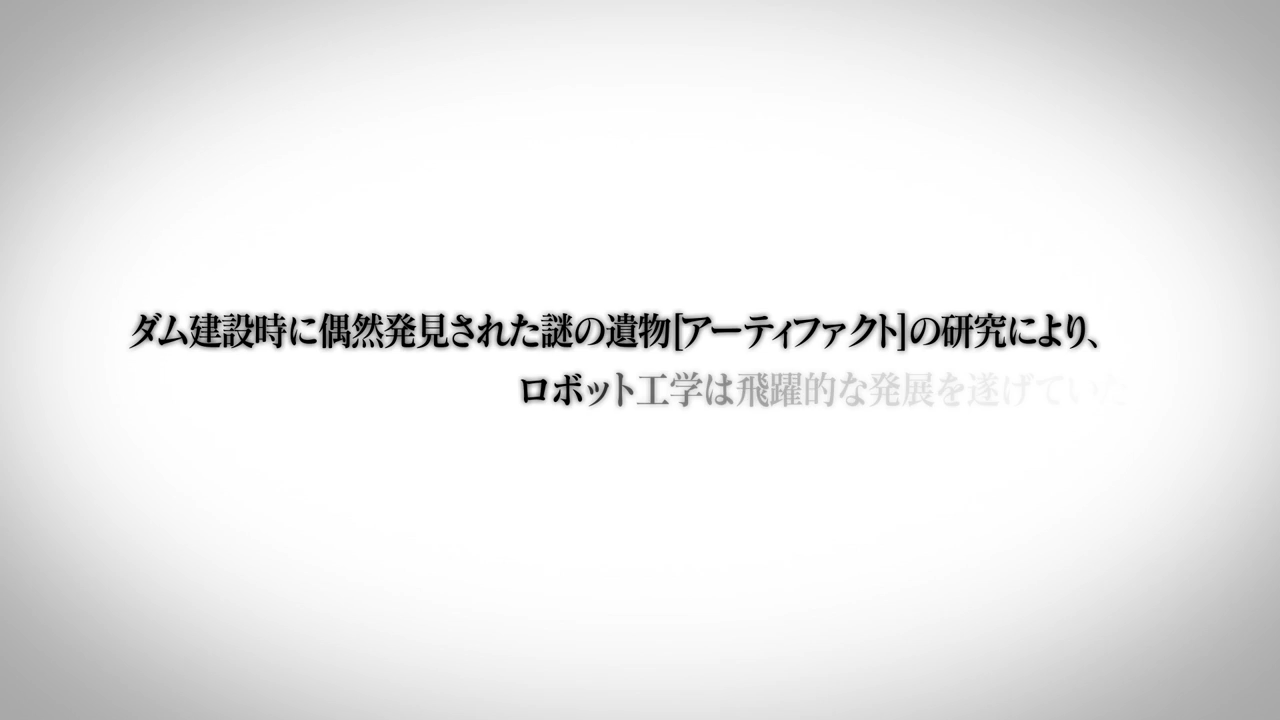 ダム建設時に偶然発見された謎の遺物[アーティファクト]の研究により、
ロボット工学は飛躍的な発展を遂げていた